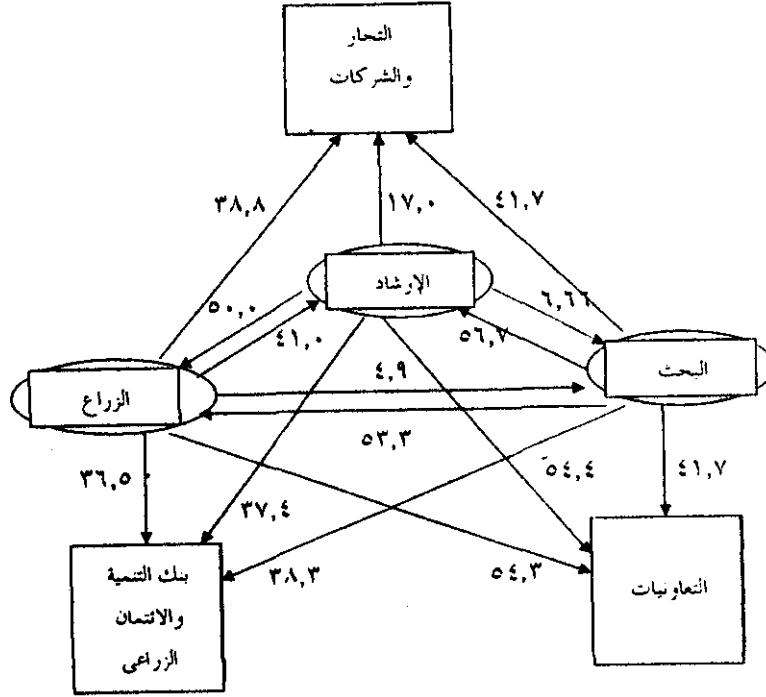 التجار
والشركات
٣٨,٨
١٧,٠
٤١,٧
الإرشاد
٥٠,٠
٤١,٠
٦,٦٦
٥٦,٧
البحث
الزراع
٤,٩
٥٣,٣
٣٦,٥
٣٧,٤
٥٤,٤
٤١,٧
٣٨,٣
٥٤,٣
بنك التنمية
والائتمان
الزراعى
التعاونيات